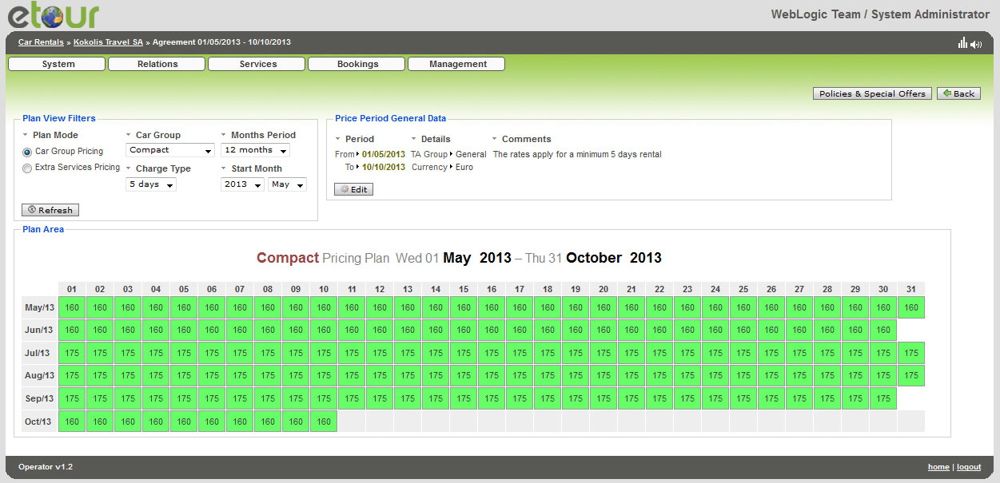 etour
WebLogic Team / System Administrator
Car Rentals » Kokolis Travel SA » Agreement 01/05/2013 - 10/10/2013
System Relations Services Bookings Management
Policies & Special Offers Back
Plan View Filters
Plan Mode Car Group Months Period
Car Group Pricing Compact 12 months
Extra Services Pricing Charge Type Start Month
5 days 2013 May
Refresh
Price Period General Data
Period Details Comments
From 01/05/2013 TA Group General The rates apply for a minimum 5 days rental
To 10/10/2013 Currency Euro
Edit
Plan Area
Compact Pricing Plan Wed 01 May 2013 – Thu 31 October 2013
01 02 03 04 05 06 07 08 09 10 11 12 13 14 15 16 17 18 19 20 21 22 23 24 25 26 27 28 29 30 31
May/13 160 160 160 160 160 160 160 160 160 160 160 160 160 160 160 160 160 160 160 160 160 160 160 160 160 160 160 160 160 160 160
Jun/13 160 160 160 160 160 160 160 160 160 160 160 160 160 160 160 160 160 160 160 160 160 160 160 160 160 160 160 160 160 160
Jul/13 175 175 175 175 175 175 175 175 175 175 175 175 175 175 175 175 175 175 175 175 175 175 175 175 175 175 175 175 175 175 175
Aug/13 175 175 175 175 175 175 175 175 175 175 175 175 175 175 175 175 175 175 175 175 175 175 175 175 175 175 175 175 175 175 175
Sep/13 175 175 175 175 175 175 175 175 175 175 175 175 175 175 175 175 175 175 175 175 175 175 175 175 175 175 175 175 175 175
Oct/13 160 160 160 160 160 160 160 160 160 160
Operator v1.2
home | logout